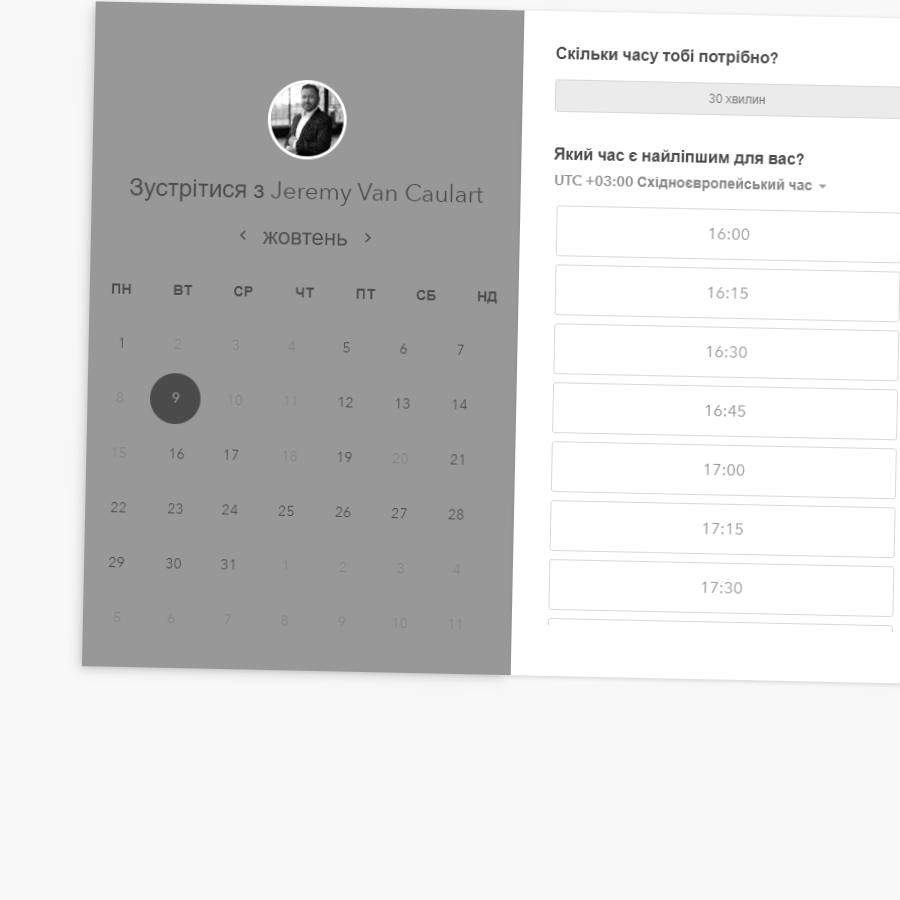 Зустрітися з Jeremy Van Caulart
жовтень
ПН ВТ СР ЧТ ПТ СБ НД
1 2 3 4 5 6 7
8 9 10 11 12 13 14
15 16 17 18 19 20 21
22 23 24 25 26 27 28
29 30 31 1 2 3 4
5 6 7 8 9 10 11
Скільки часу тобі потрібно?
30 хвилин
Який час є найліпшим для вас?
UTC +03:00 Східноєвропейський час
16:00
16:15
16:30
16:45
17:00
17:15
17:30